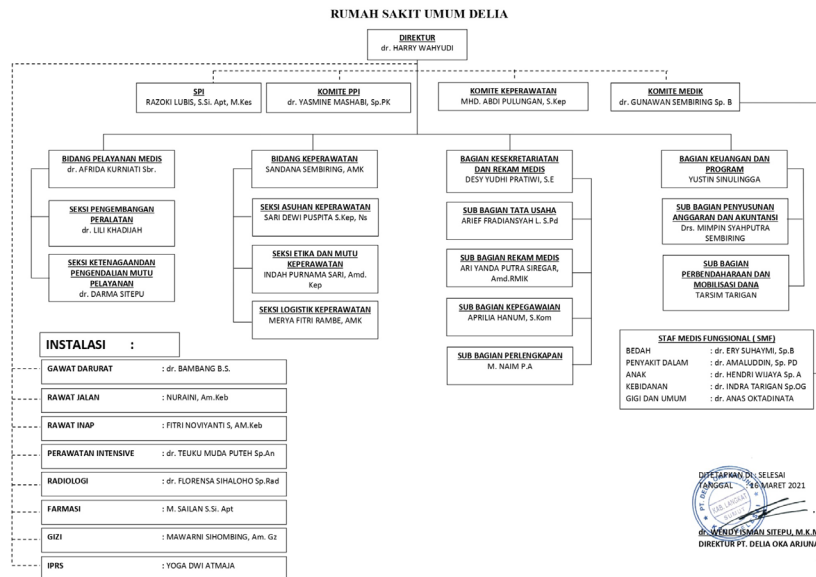 RUMAH SAKIT UMUM DELIA
DIREKTUR
dr. HARRY WAHYUDI
SPI
RAZOKI LUBIS, S.Si. Apt, M.Kes
KOMITE PPI
dr. YASMINE MASHABI, Sp.PK
KOMITE KEPERAWATAN
MHD. ABDI PULUNGAN, S.Kep
KOMITE MEDIK
dr. GUNAWAN SEMBIRING Sp. B
BIDANG PELAYANAN MEDIS
dr. AFRIDA KURNIATI Sbr.
SEKSI PENGEMBANGAN
PERALATAN
dr. LILI KHADIJAH
SEKSI KETENAGAANDAN
PENGENDALIAN MUTU
PELAYANAN
dr. DARMA SITEPU
BIDANG KEPERAWATAN
SANDANA SEMBIRING, AMK
SEKSI ASUHAN KEPERAWATAN
SARI DEWI PUSPITA S.Kep, Ns
SEKSI ETIKA DAN MUTU
KEPERAWATAN
INDAH PURNAMA SARI, Amd.
Kep
SEKSI LOGISTIK KEPERAWATAN
MERYA FITRI RAMBE, AMK
BAGIAN KESEKRETARIATAN
DAN REKAM MEDIS
DESY YUDHI PRATIWI, S.E
SUB BAGIAN TATA USAHA
ARIEF FRADIANSYAH L. S.Pd
SUB BAGIAN REKAM MEDIS
ARI YANDA PUTRA SIREGAR,
Amd.RMIK
SUB BAGIAN KEPEGAWAIAN
APRILIA HANUM, S.Kom
SUB BAGIAN PERLENGKAPAN
M. NAIM P.A
BAGIAN KEUANGAN DAN
PROGRAM
YUSTIN SINULINGGA
SUB BAGIAN PENYUSUNAN
ANGGARAN DAN AKUNTANSI
Drs. MIMPIN SYAHPUTRA
SEMBIRING
SUB BAGIAN
PERBENDAHARAAN DAN
MOBILISASI DANA
TARSIM TARIGAN
INSTALASI :
GAWAT DARURAT : dr. BAMBANG B.S.
RAWAT JALAN : NURAINI, Am.Keb
RAWAT INAP : FITRI NOVIYANTI S, AM.Keb
PERAWATAN INTENSIVE : dr. TEUKU MUDA PUTEH Sp.An
RADIOLOGI : dr. FLORENSA SIHALOHO Sp.Rad
FARMASI : M. SAILAN S.Si. Apt
GIZI : MAWARNI SIHOMBING, Am. Gz
IPRS : YOGA DWI ATMAJA
STAF MEDIS FUNGSIONAL ( SMF)
BEDAH : dr. ERY SUHAYMI, Sp.B
PENYAKIT DALAM : dr. AMALUDDIN, Sp. PD
ANAK : dr. HENDRI WIJAYA Sp. A
KEBIDANAN : dr. INDRA TARIGAN Sp.OG
GIGI DAN UMUM : dr. ANAS OKTADINATA
DITETAPKAN DI : SELESAI
TANGGAL : 16 MARET 2021
KAB. LANGKAT
SUMUT
dr. WENDY ISMAN SITEPU, M.K.M
DIREKTUR PT. DELIA OKA ARJUNA